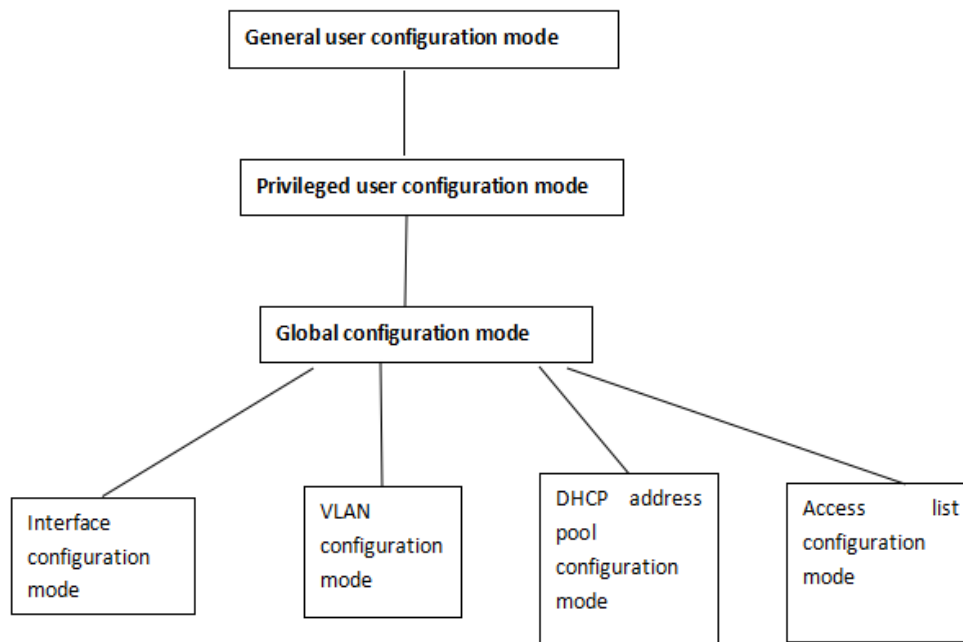 General user configuration mode
Privileged user configuration mode
Global configuration mode
Interface
configuration
mode
VLAN
configuration
mode
DHCP address
pool
configuration
mode
Access list
configuration
mode